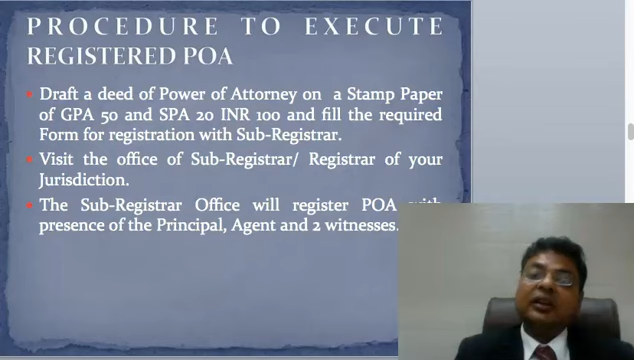 PROCEDURE TO EXECUTE
REGISTERED POA
Draft a deed of Power of Attorney on a Stamp Paper
of GPA 50 and SPA 20 INR 100 and fill the required
Form for registration with Sub-Registrar.
Visit the office of Sub-Registrar/ Registrar of your
Jurisdiction.
The Sub-Registrar Office will register POA with
presence of the Principal, Agent and 2 witnesses.